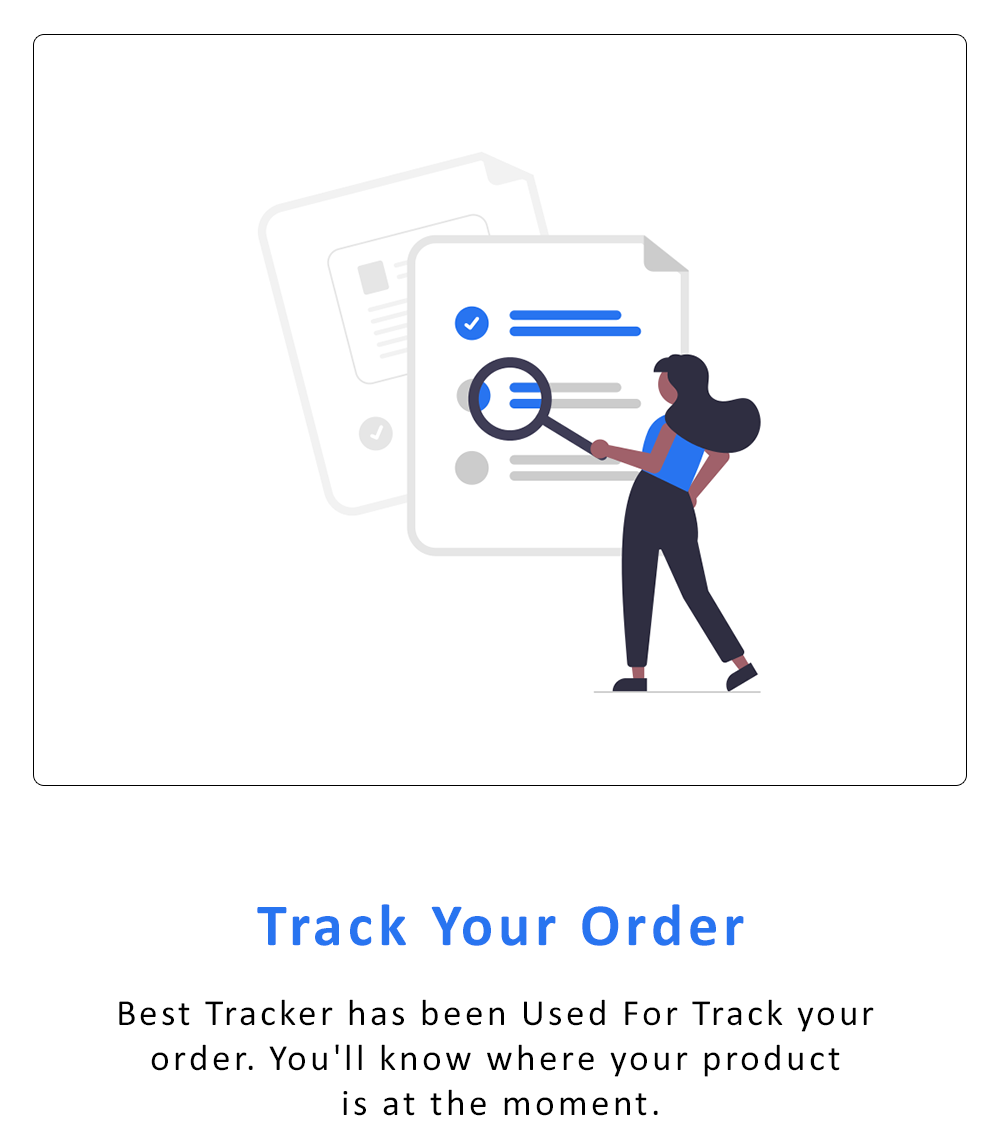 Track Your Order
Best Tracker has been Used For Track your
order. You'll know where your product
is at the moment.